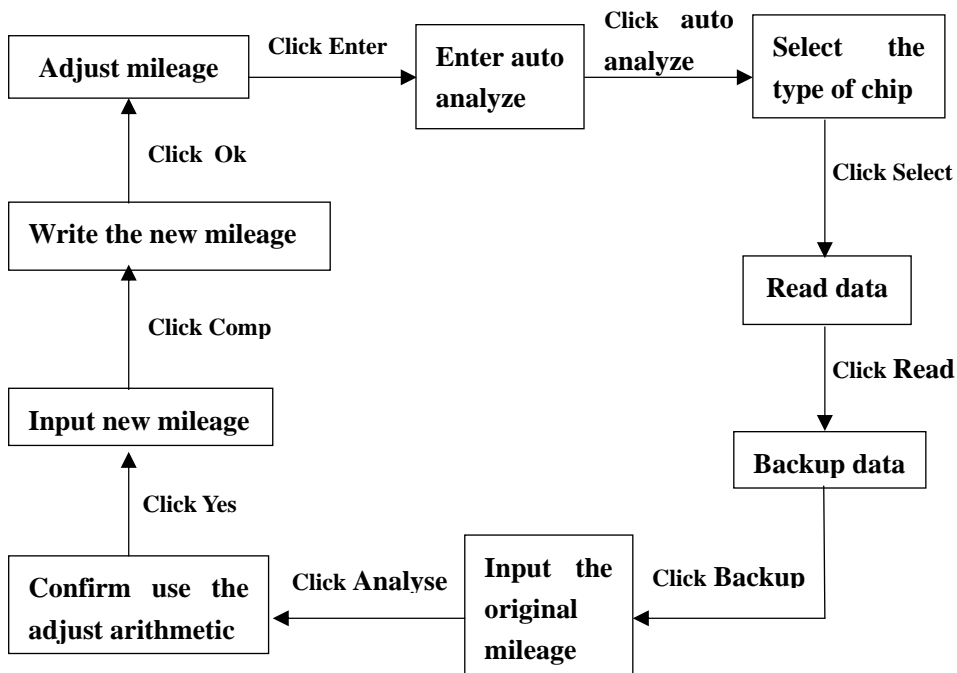 Adjust mileage
Click Enter
Enter auto
analyze
Click auto
analyze
Select the
type of chip
Click Select
Read data
Click Read
Backup data
Click Backup
Input the
original
mileage
Click Analyse
Confirm use the
adjust arithmetic
Click Yes
Input new mileage
Click Comp
Write the new mileage
Click Ok